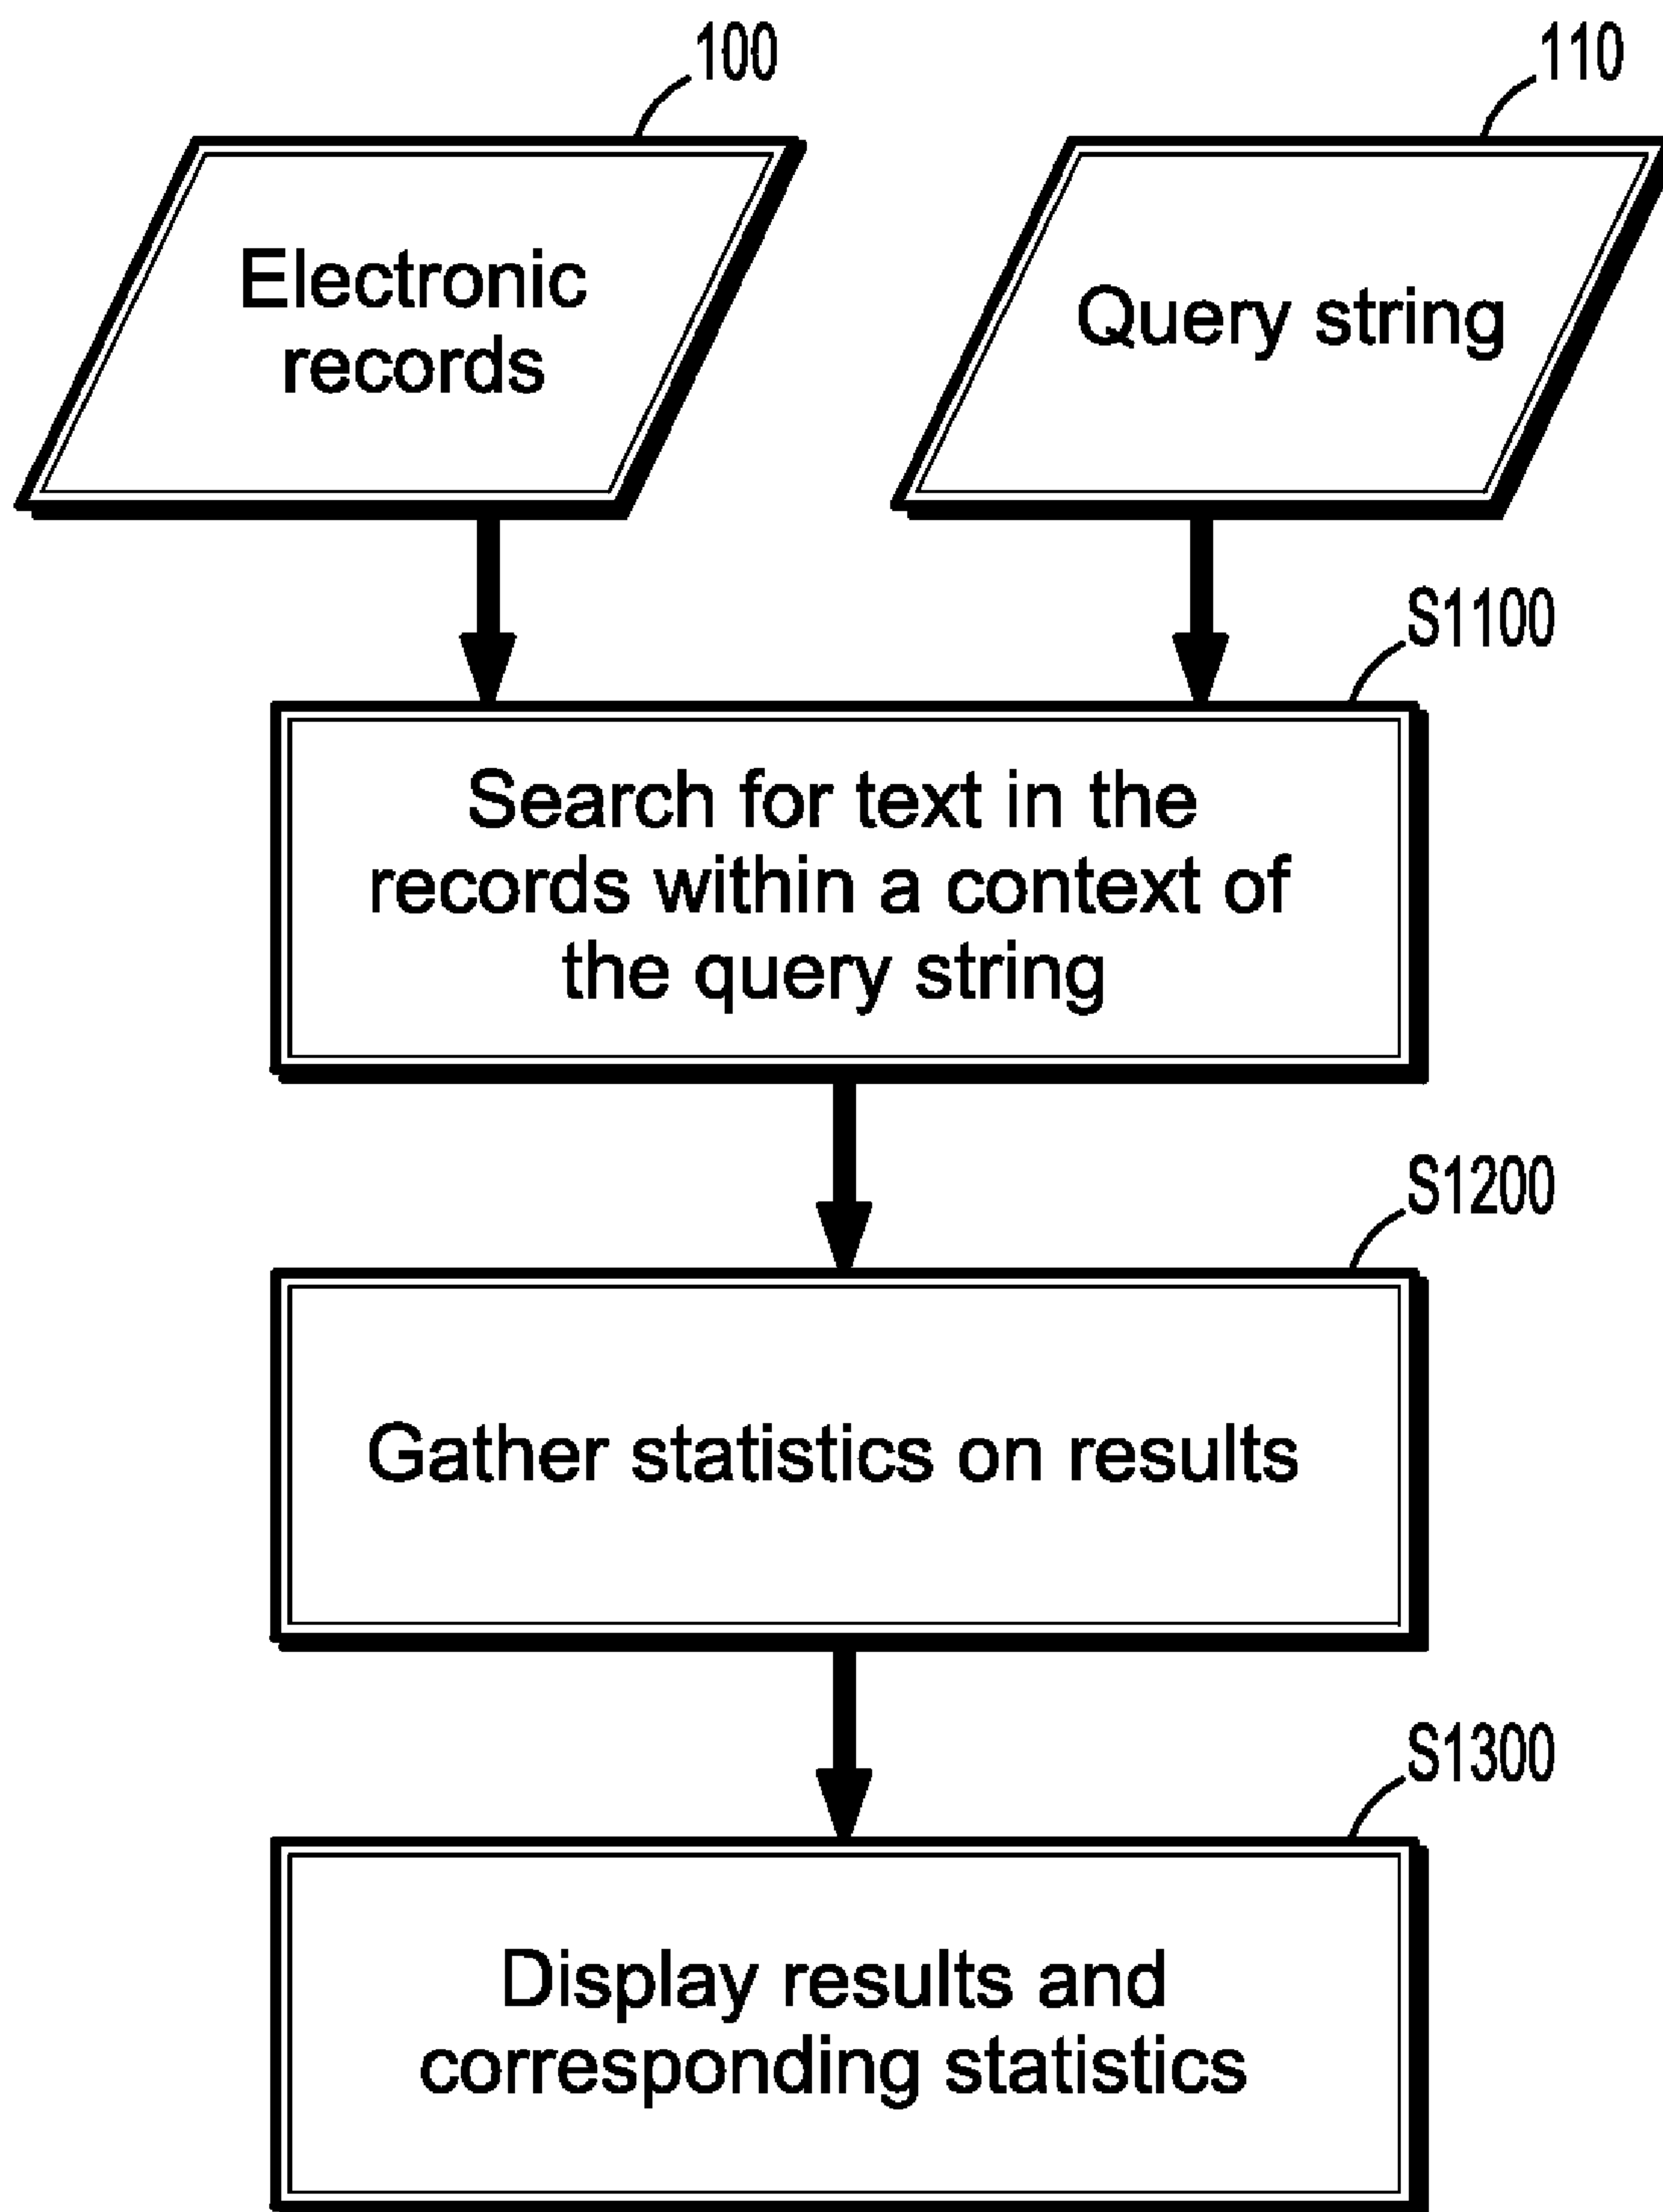 100
110
Electronic
records
Query string
S1100
Search for text in the
records within a context of
the query string
S1200
Gather statistics on results
S1300
Display results and
corresponding statistics